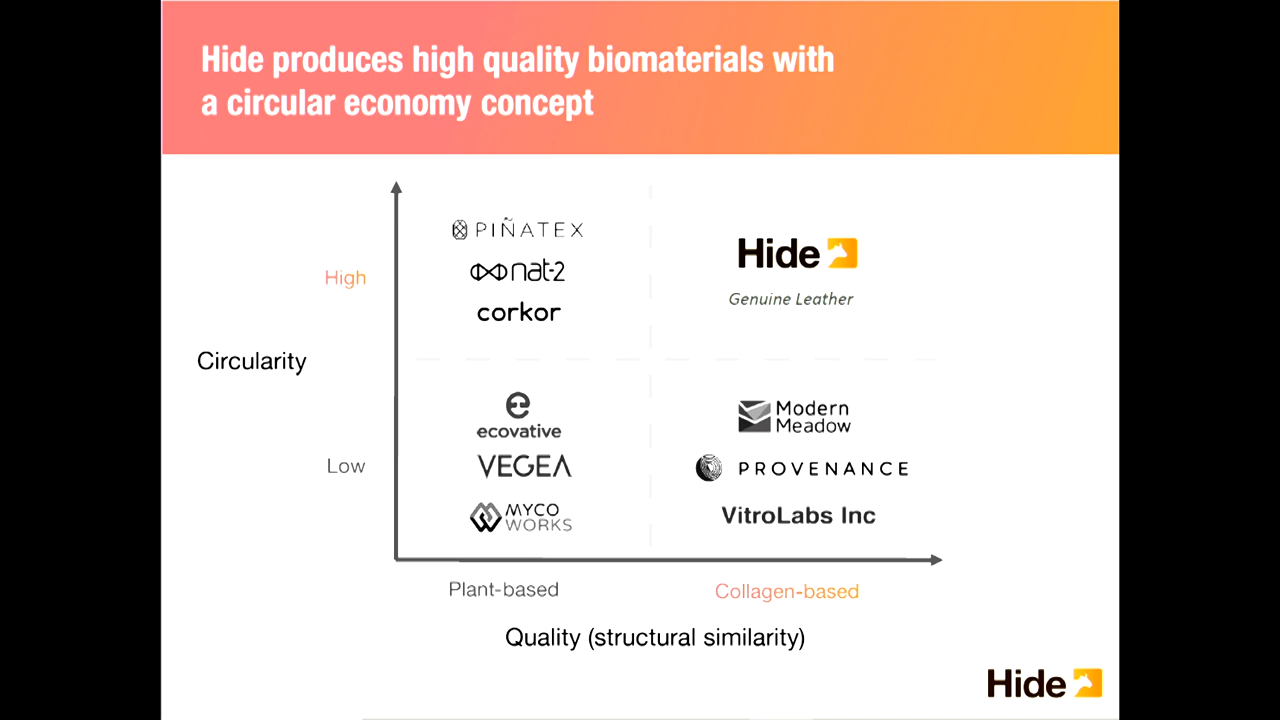 Hide produces high quality biomaterials with
a circular economy concept
PIÑATEX
nat-2
corkor
High
Hide
Genuine Leather
Circularity
ecovative
VEGEA
MYCO
WORKS
Low
Modern
Meadow
PROVENANCE
VitroLabs Inc
Plant-based
Collagen-based
Quality (structural similarity)
Hide